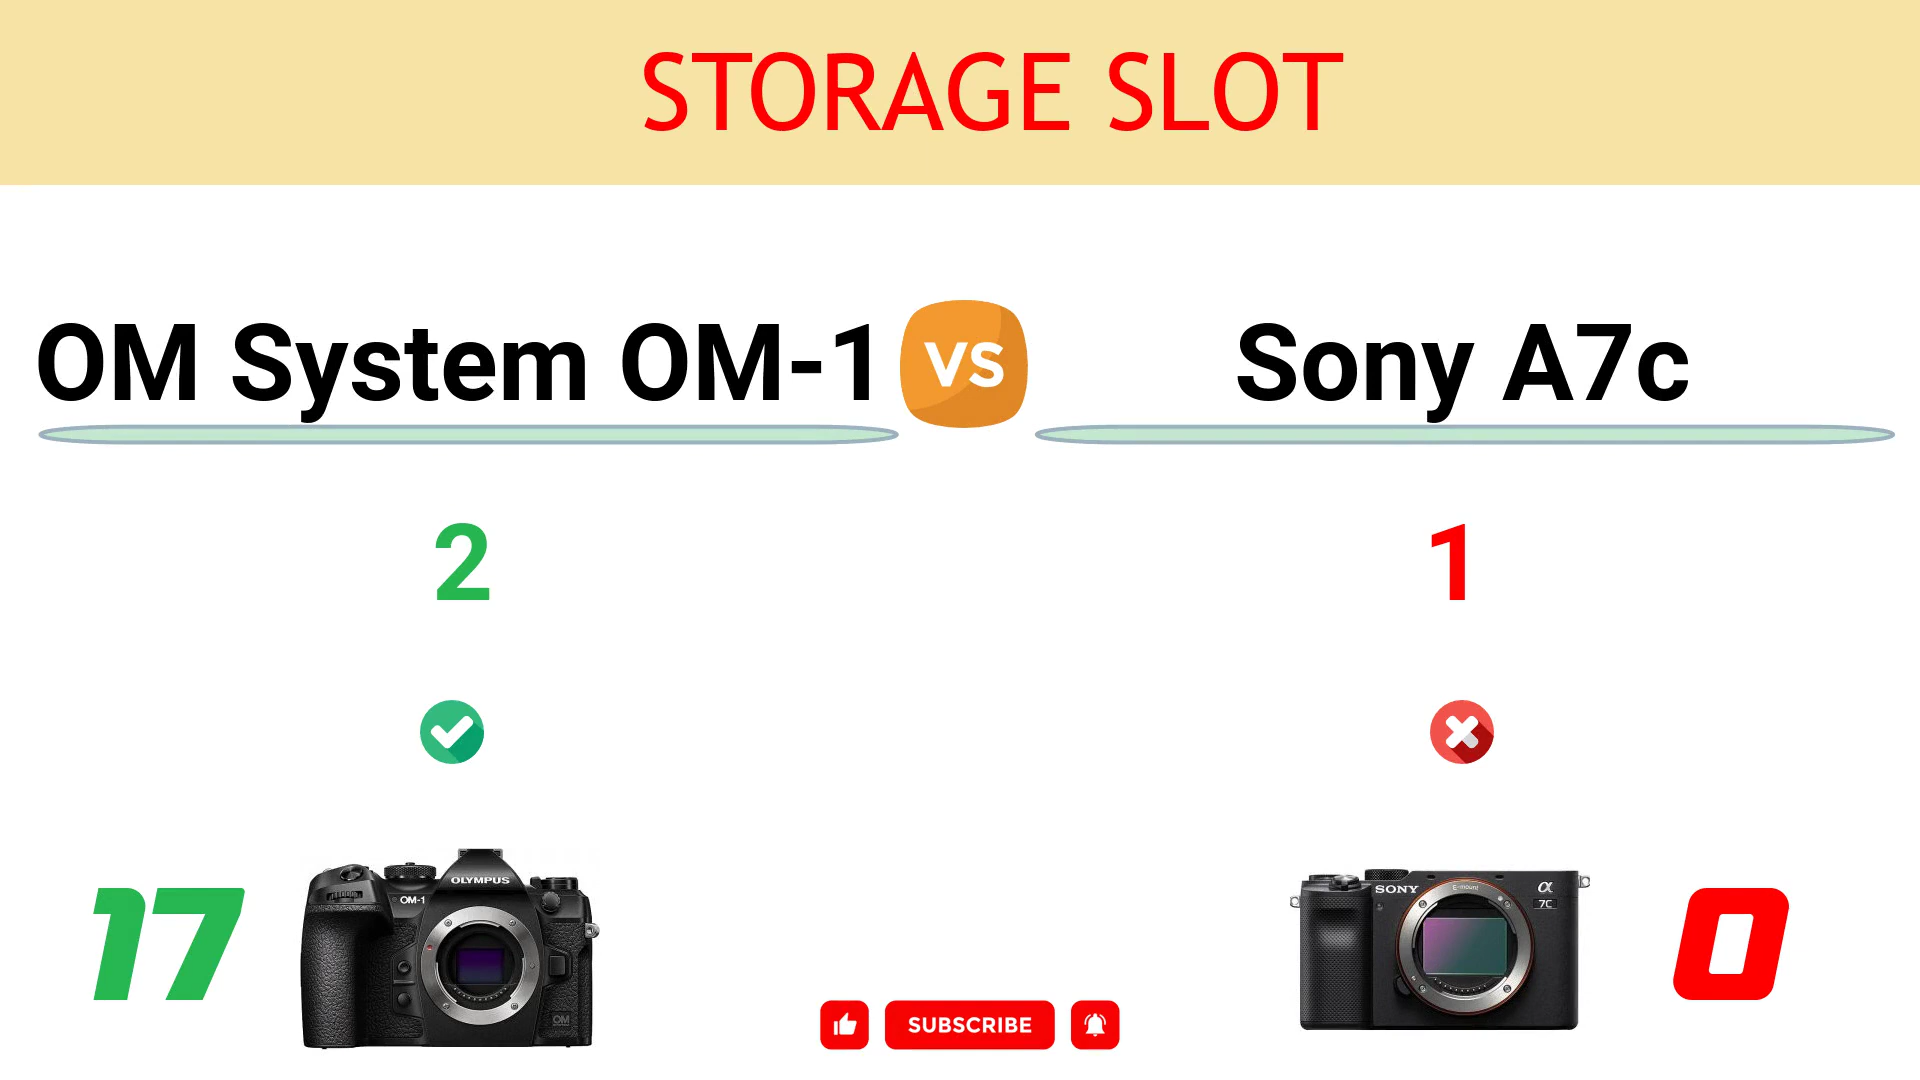 STORAGE SLOT
OM System OM-1 VS Sony A7c
2 1
OLYMPUS
OM-1
OM
SONY
E-mount
α
7C
17 0
SUBSCRIBE